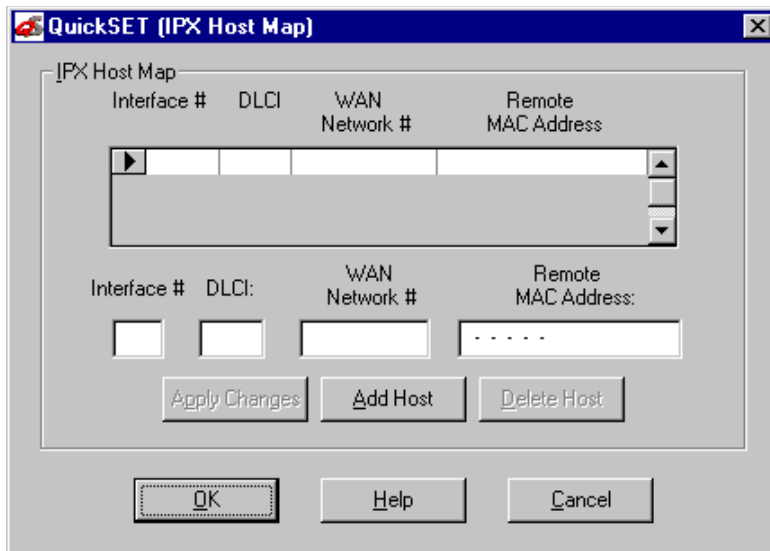 QuickSET (IPX Host Map)
IPX Host Map
Interface # DLCI WAN Network # Remote MAC Address
Interface # DLCI: WAN Network # Remote MAC Address:
- - - - -
Apply Changes Add Host Delete Host
OK Help Cancel